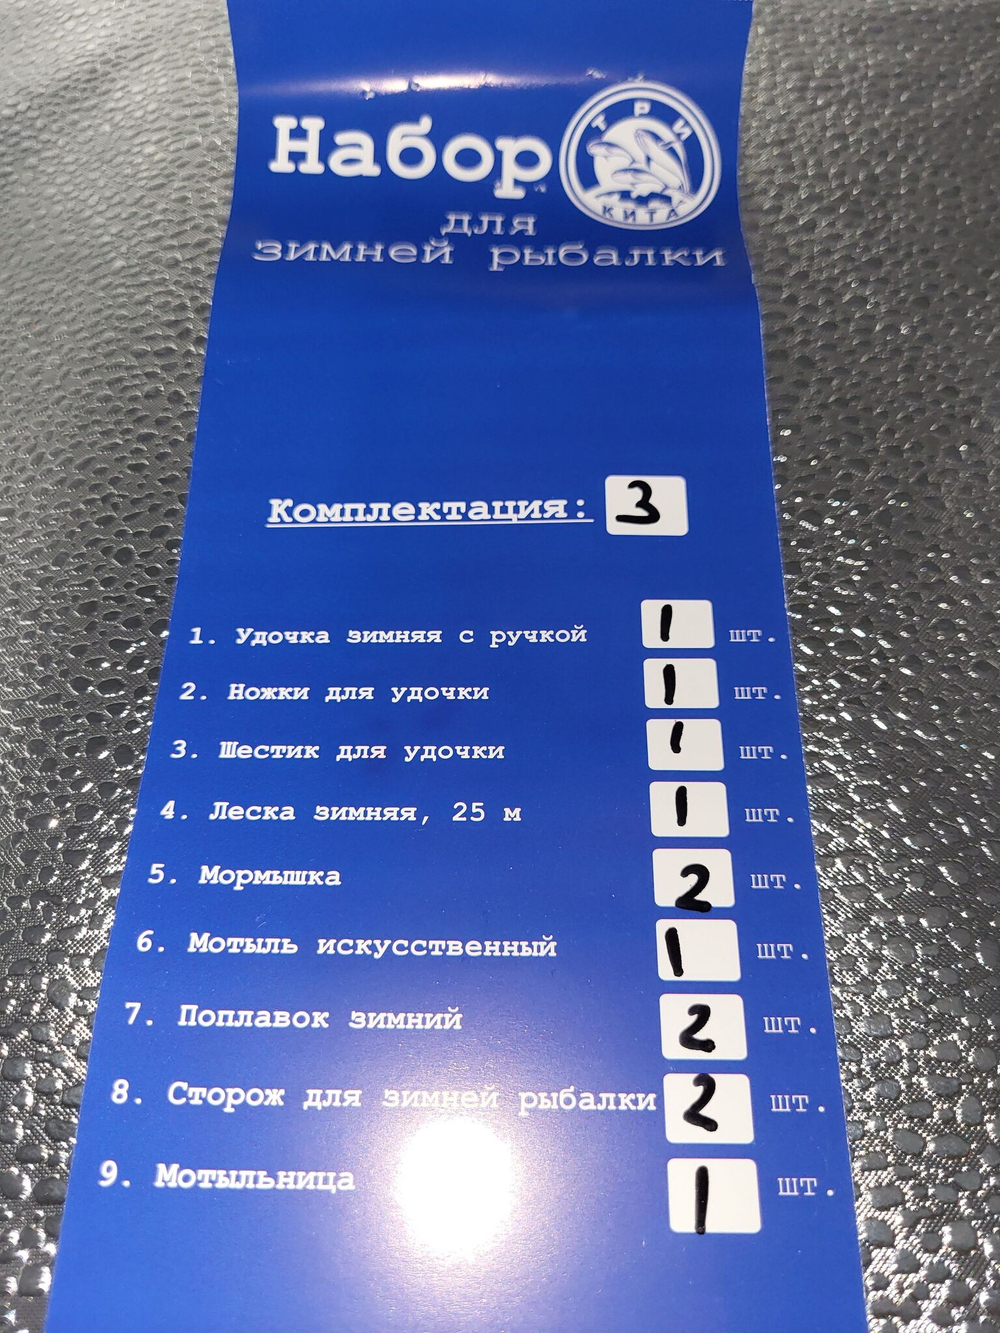 Набор
ТРИ КИТА
для
зимней рыбалки
Комплектация: 3
1. Удочка зимняя с ручкой 1 шт.
2. Ножки для удочки 1 шт.
3. Шестик для удочки 1 шт.
4. Леска зимняя, 25 м 1 шт.
5. Мормышка 2 шт.
6. Мотыль искусственный 1 шт.
7. Поплавок зимний 2 шт.
8. Сторож для зимней рыбалки 2 шт.
9. Мотыльница 1 шт.